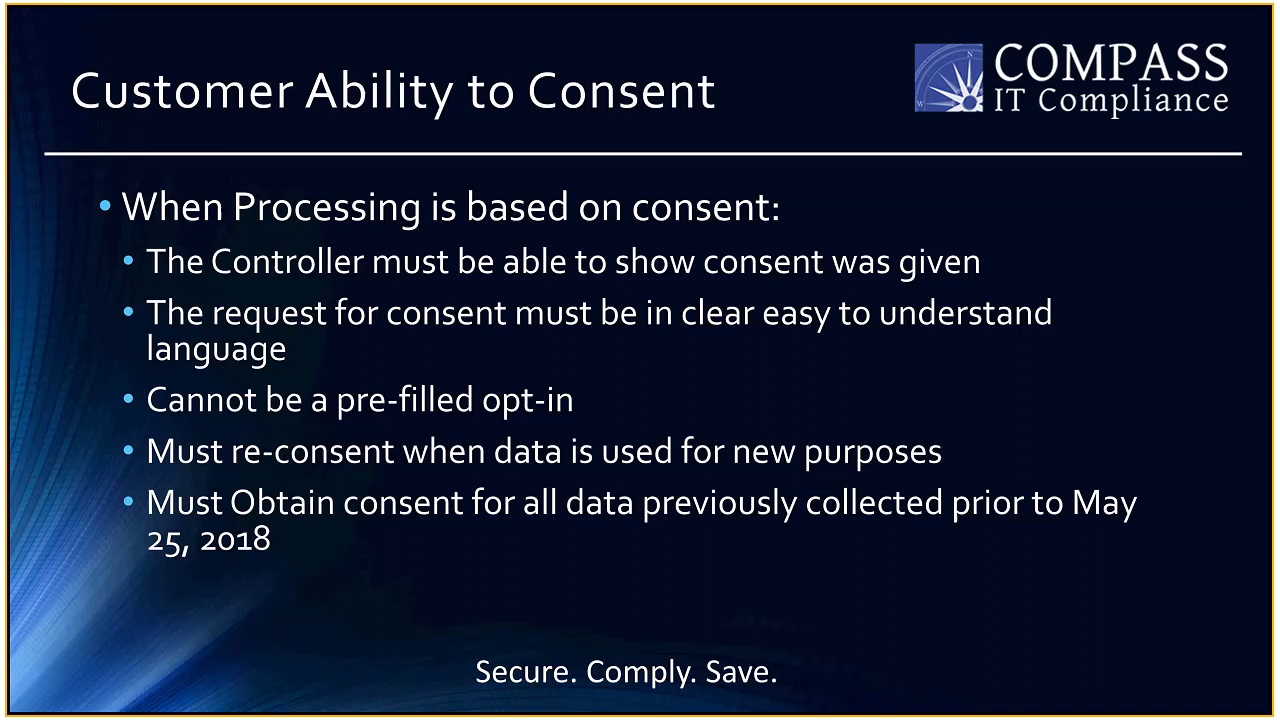 Customer Ability to Consent
COMPASS
IT Compliance
• When Processing is based on consent:
• The Controller must be able to show consent was given
• The request for consent must be in clear easy to understand
language
• Cannot be a pre-filled opt-in
• Must re-consent when data is used for new purposes
• Must Obtain consent for all data previously collected prior to May
25, 2018
Secure. Comply. Save.